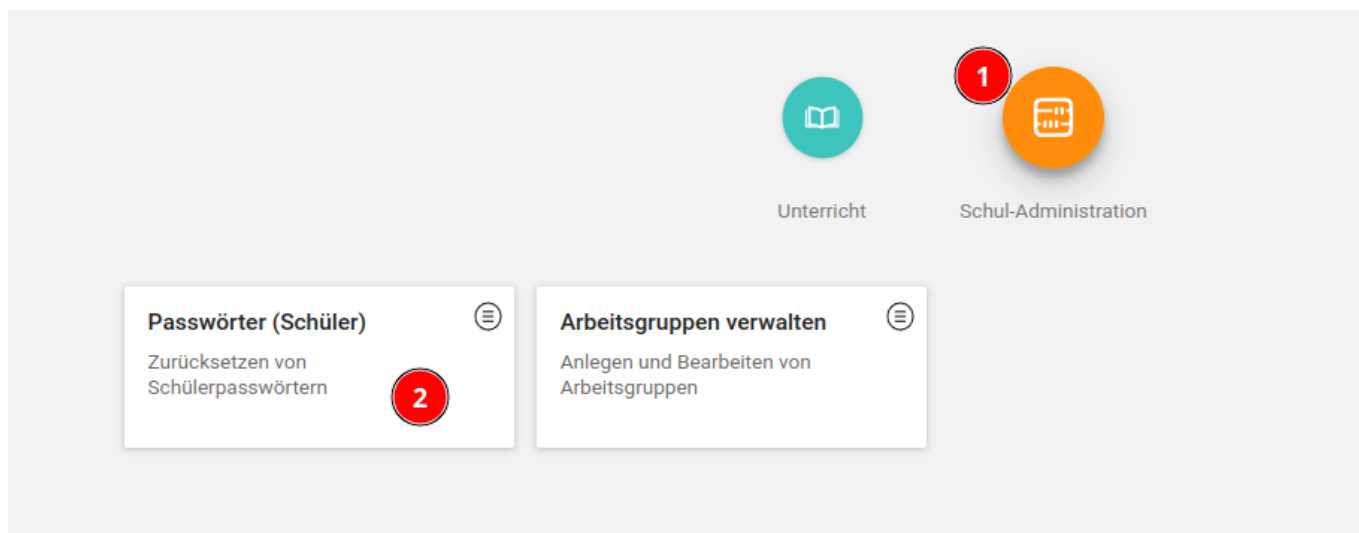 1
Unterricht
Schul-Administration
Passwörter (Schüler)
Zurücksetzen von
Schülerpasswörtern
2
Arbeitsgruppen verwalten
Anlegen und Bearbeiten von
Arbeitsgruppen